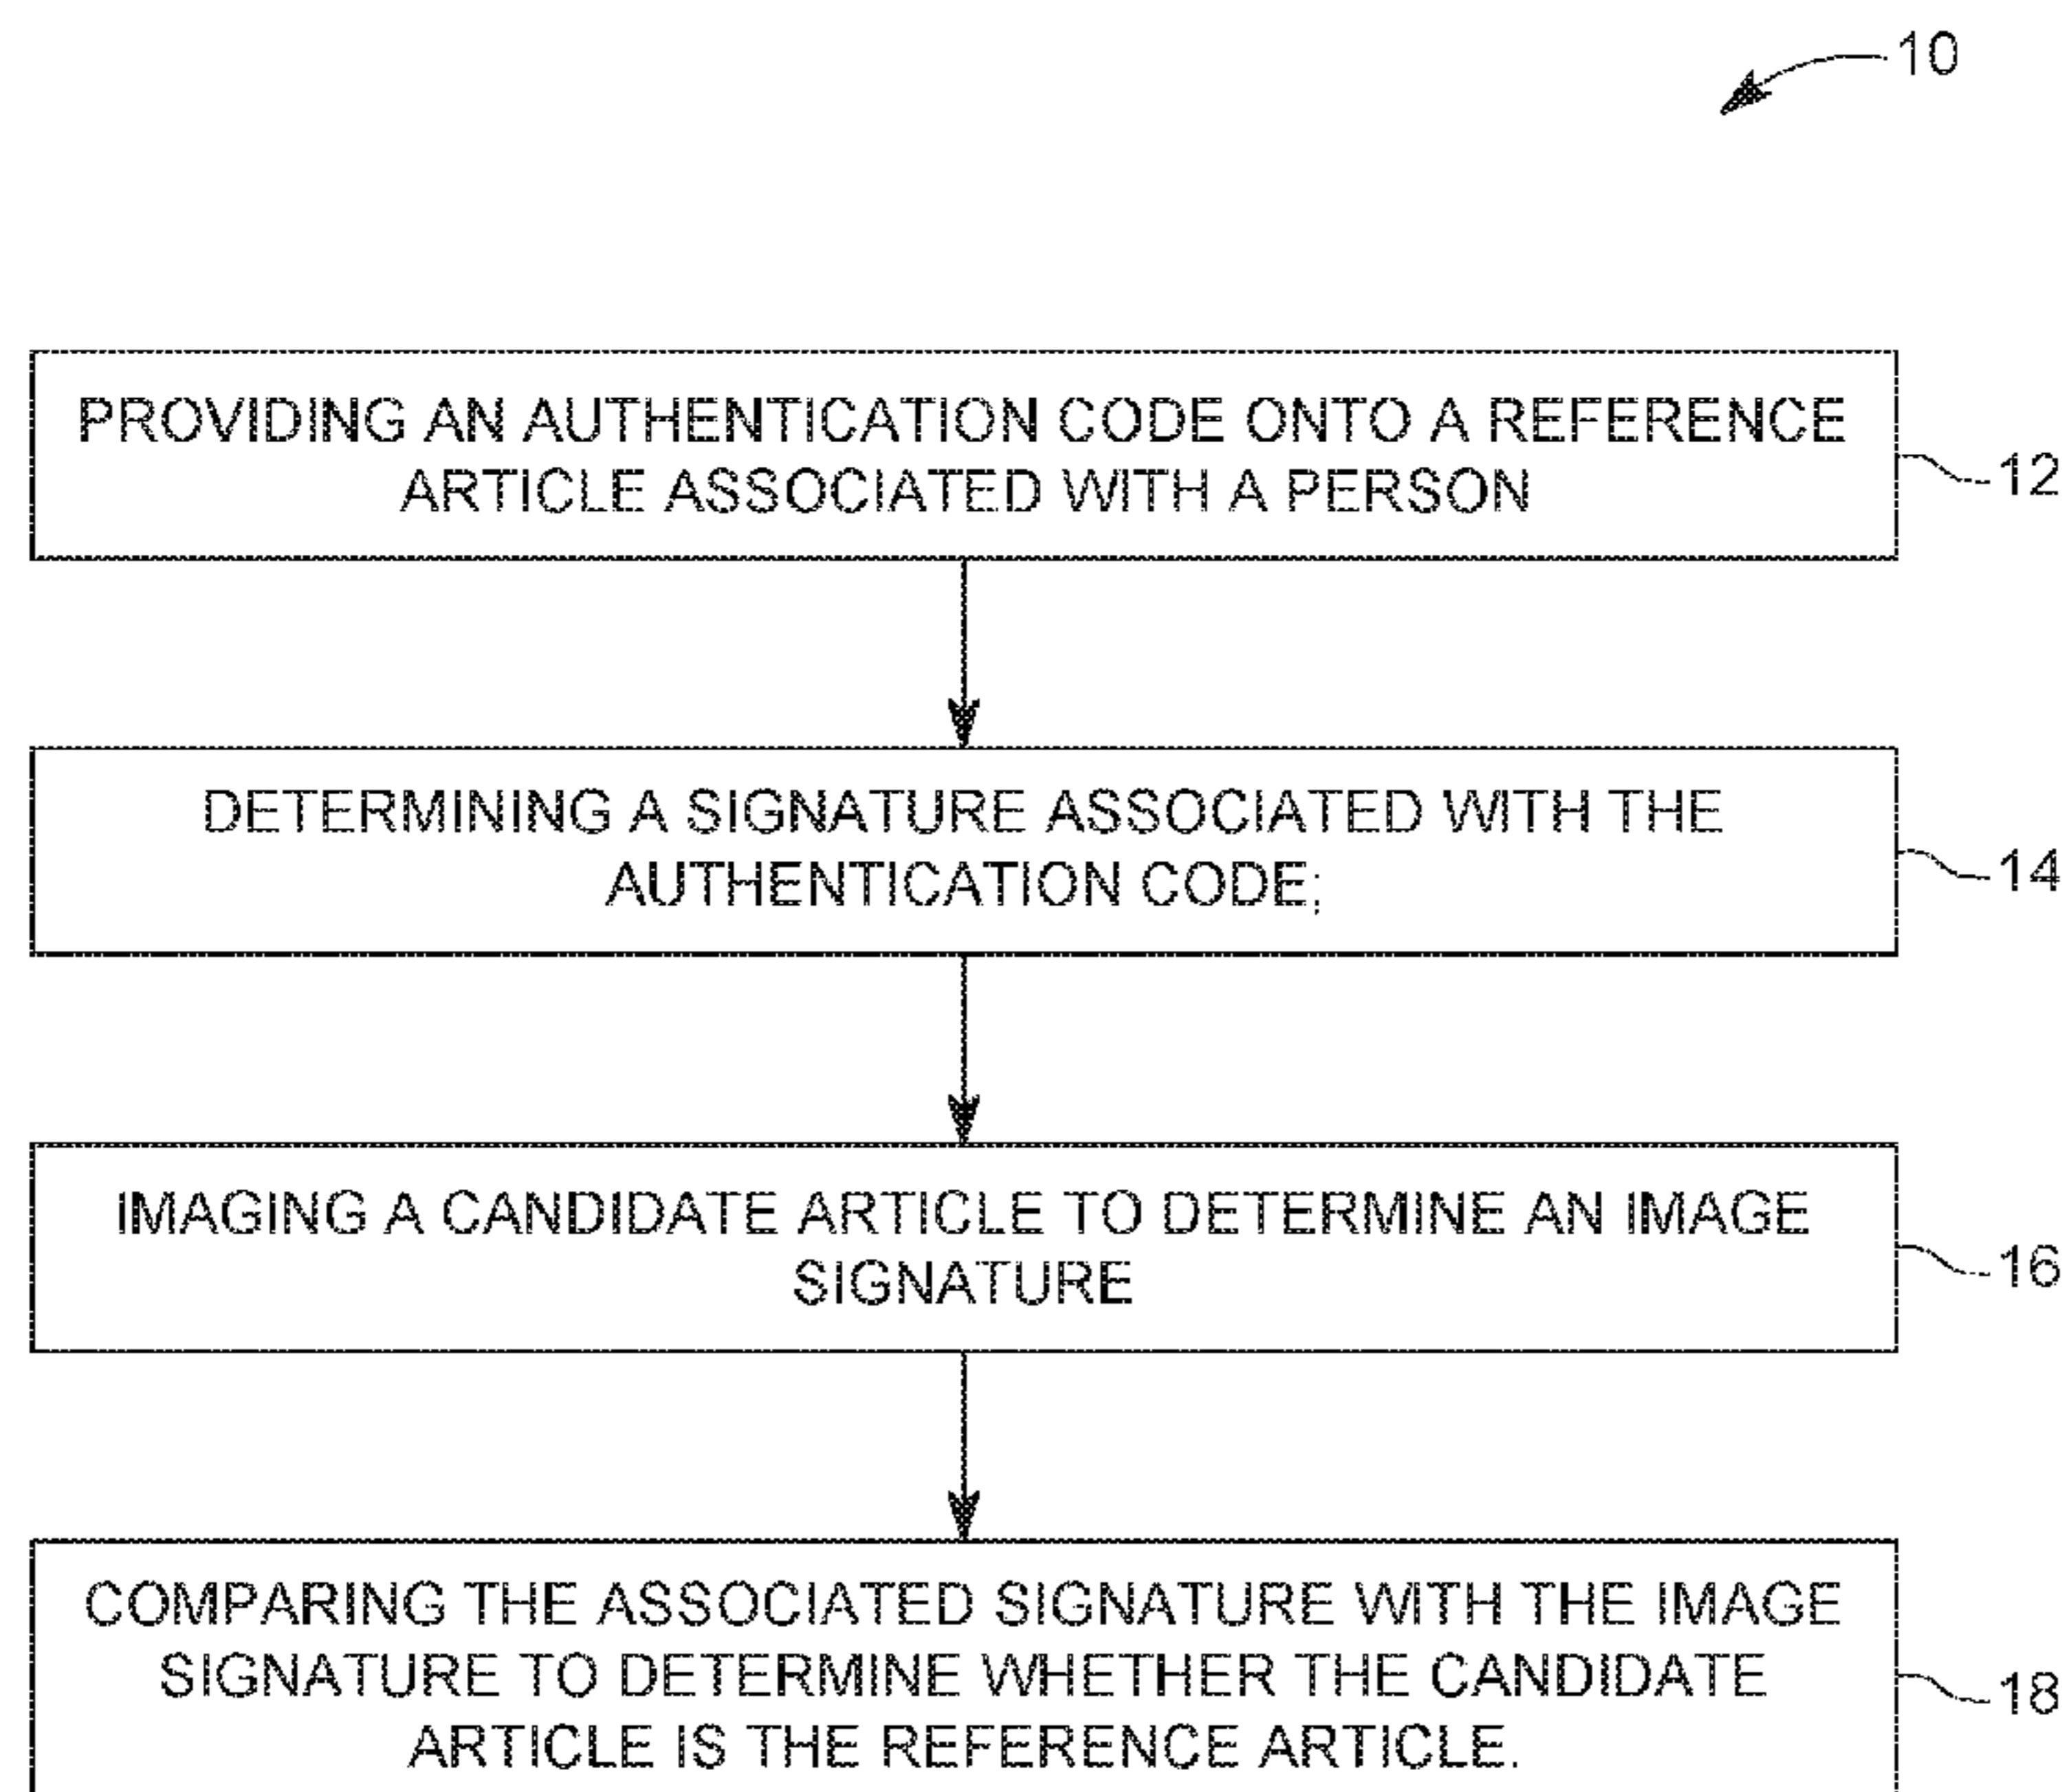 10
PROVIDING AN AUTHENTICATION CODE ONTO A REFERENCE
ARTICLE ASSOCIATED WITH A PERSON
12
DETERMINING A SIGNATURE ASSOCIATED WITH THE
AUTHENTICATION CODE;
14
IMAGING A CANDIDATE ARTICLE TO DETERMINE AN IMAGE
SIGNATURE
16
COMPARING THE ASSOCIATED SIGNATURE WITH THE IMAGE
SIGNATURE TO DETERMINE WHETHER THE CANDIDATE
ARTICLE IS THE REFERENCE ARTICLE.
18